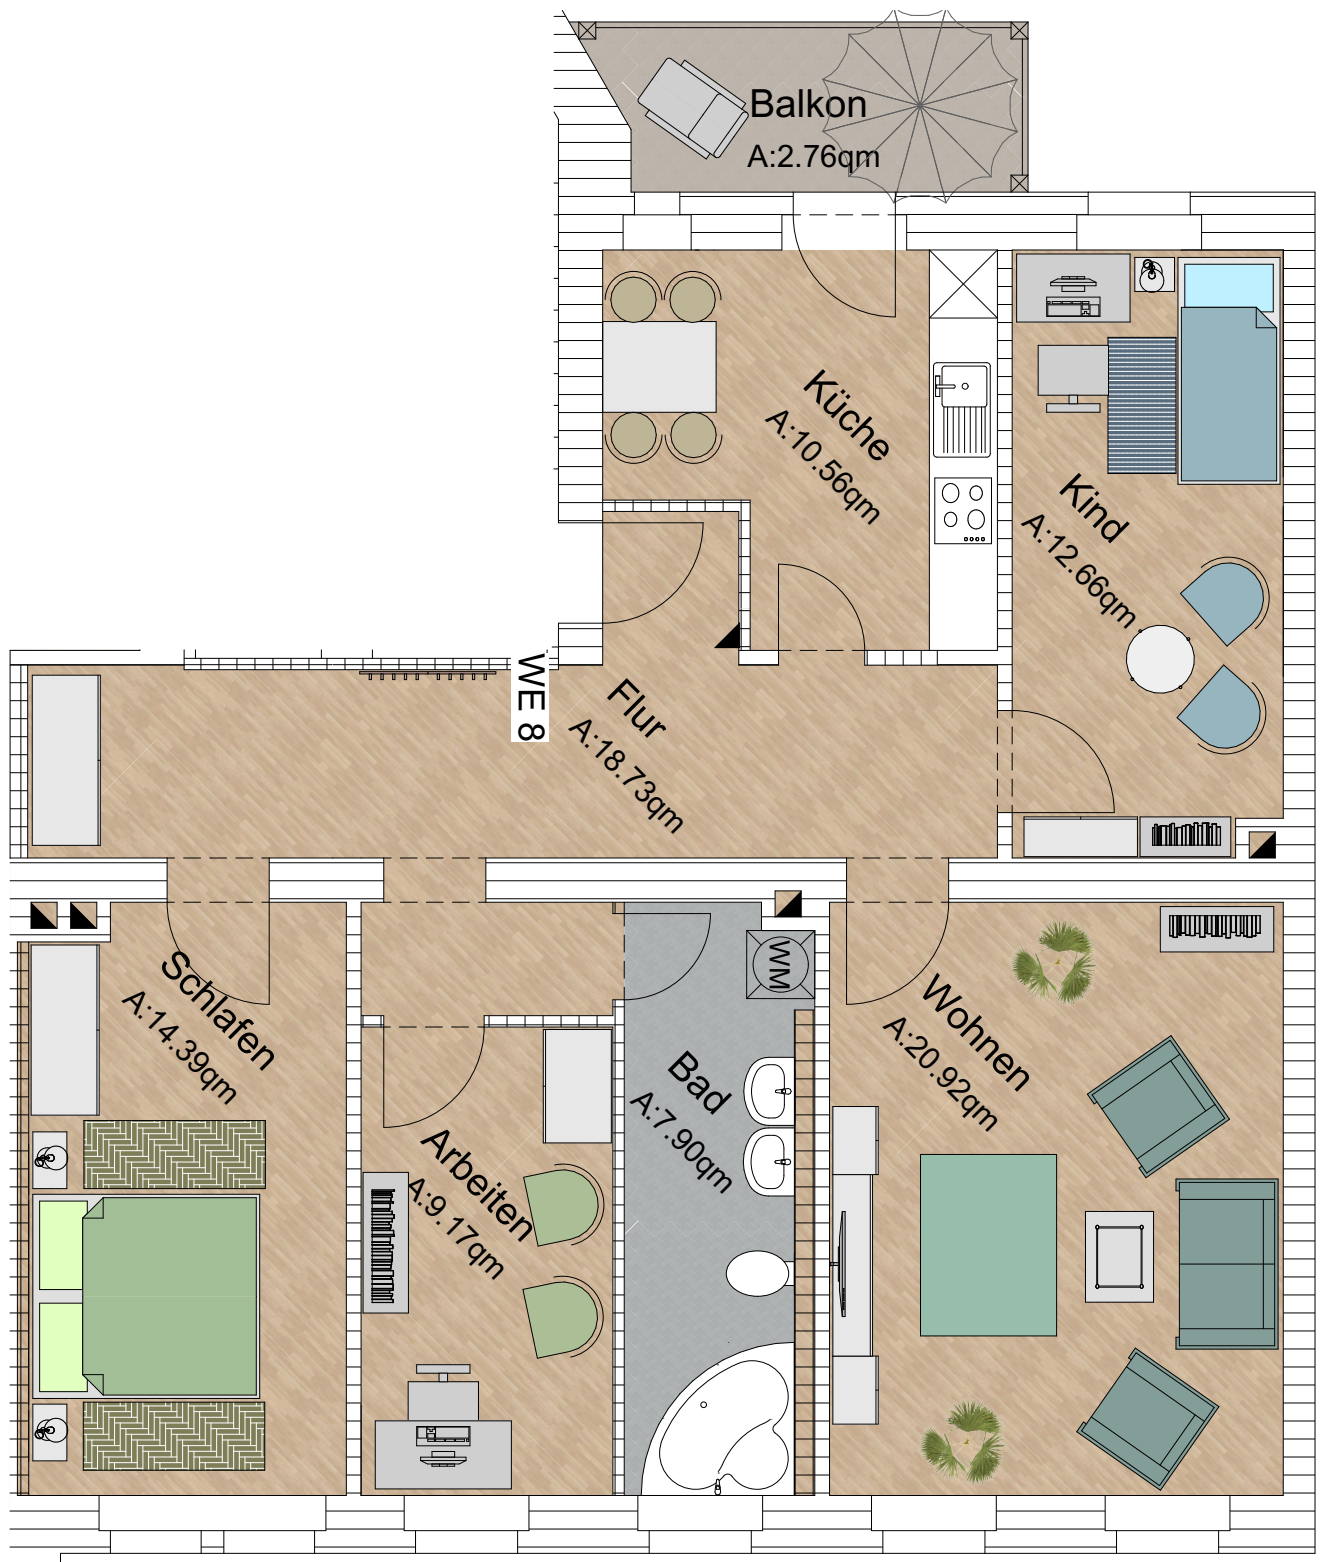 Balkon
A:2.76qm
Küche
A:10.56qm
Kind
A:12.66qm
WE 8
Flur
A:18.73qm
Schlafen
A:14.39qm
Arbeiten
A:9.17qm
WM
Bad
A:7.90qm
Wohnen
A:20.92qm